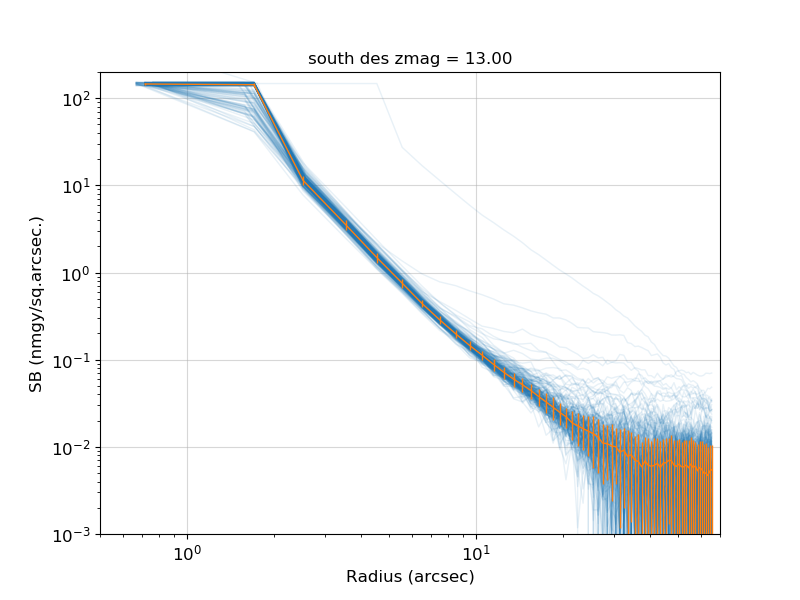 south des zmag = 13.00
SB (nmgy/sq.arcsec.)
10²
10¹
10⁰
10⁻¹
10⁻²
10⁻³
10⁰ 10¹
Radius (arcsec)